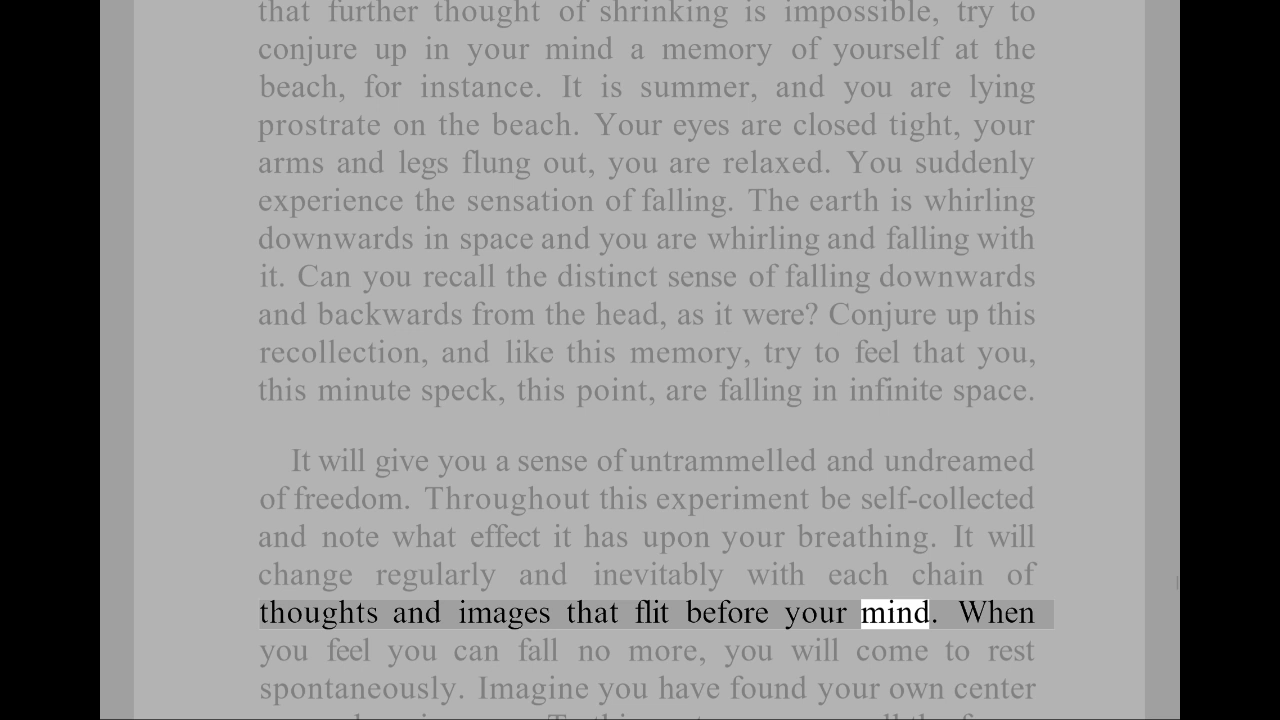 that further thought of shrinking is impossible, try to
conjure up in your mind a memory of yourself at the
beach, for instance. It is summer, and you are lying
prostrate on the beach. Your eyes are closed tight, your
arms and legs flung out, you are relaxed. You suddenly
experience the sensation of falling. The earth is whirling
downwards in space and you are whirling and falling with
it. Can you recall the distinct sense of falling downwards
and backwards from the head, as it were? Conjure up this
recollection, and like this memory, try to feel that you,
this minute speck, this point, are falling in infinite space.
It will give you a sense of untrammelled and undreamed
of freedom. Throughout this experiment be self-collected
and note what effect it has upon your breathing. It will
change regularly and inevitably with each chain of
thoughts and images that flit before your mind. When
you feel you can fall no more, you will come to rest
spontaneously. Imagine you have found your own center